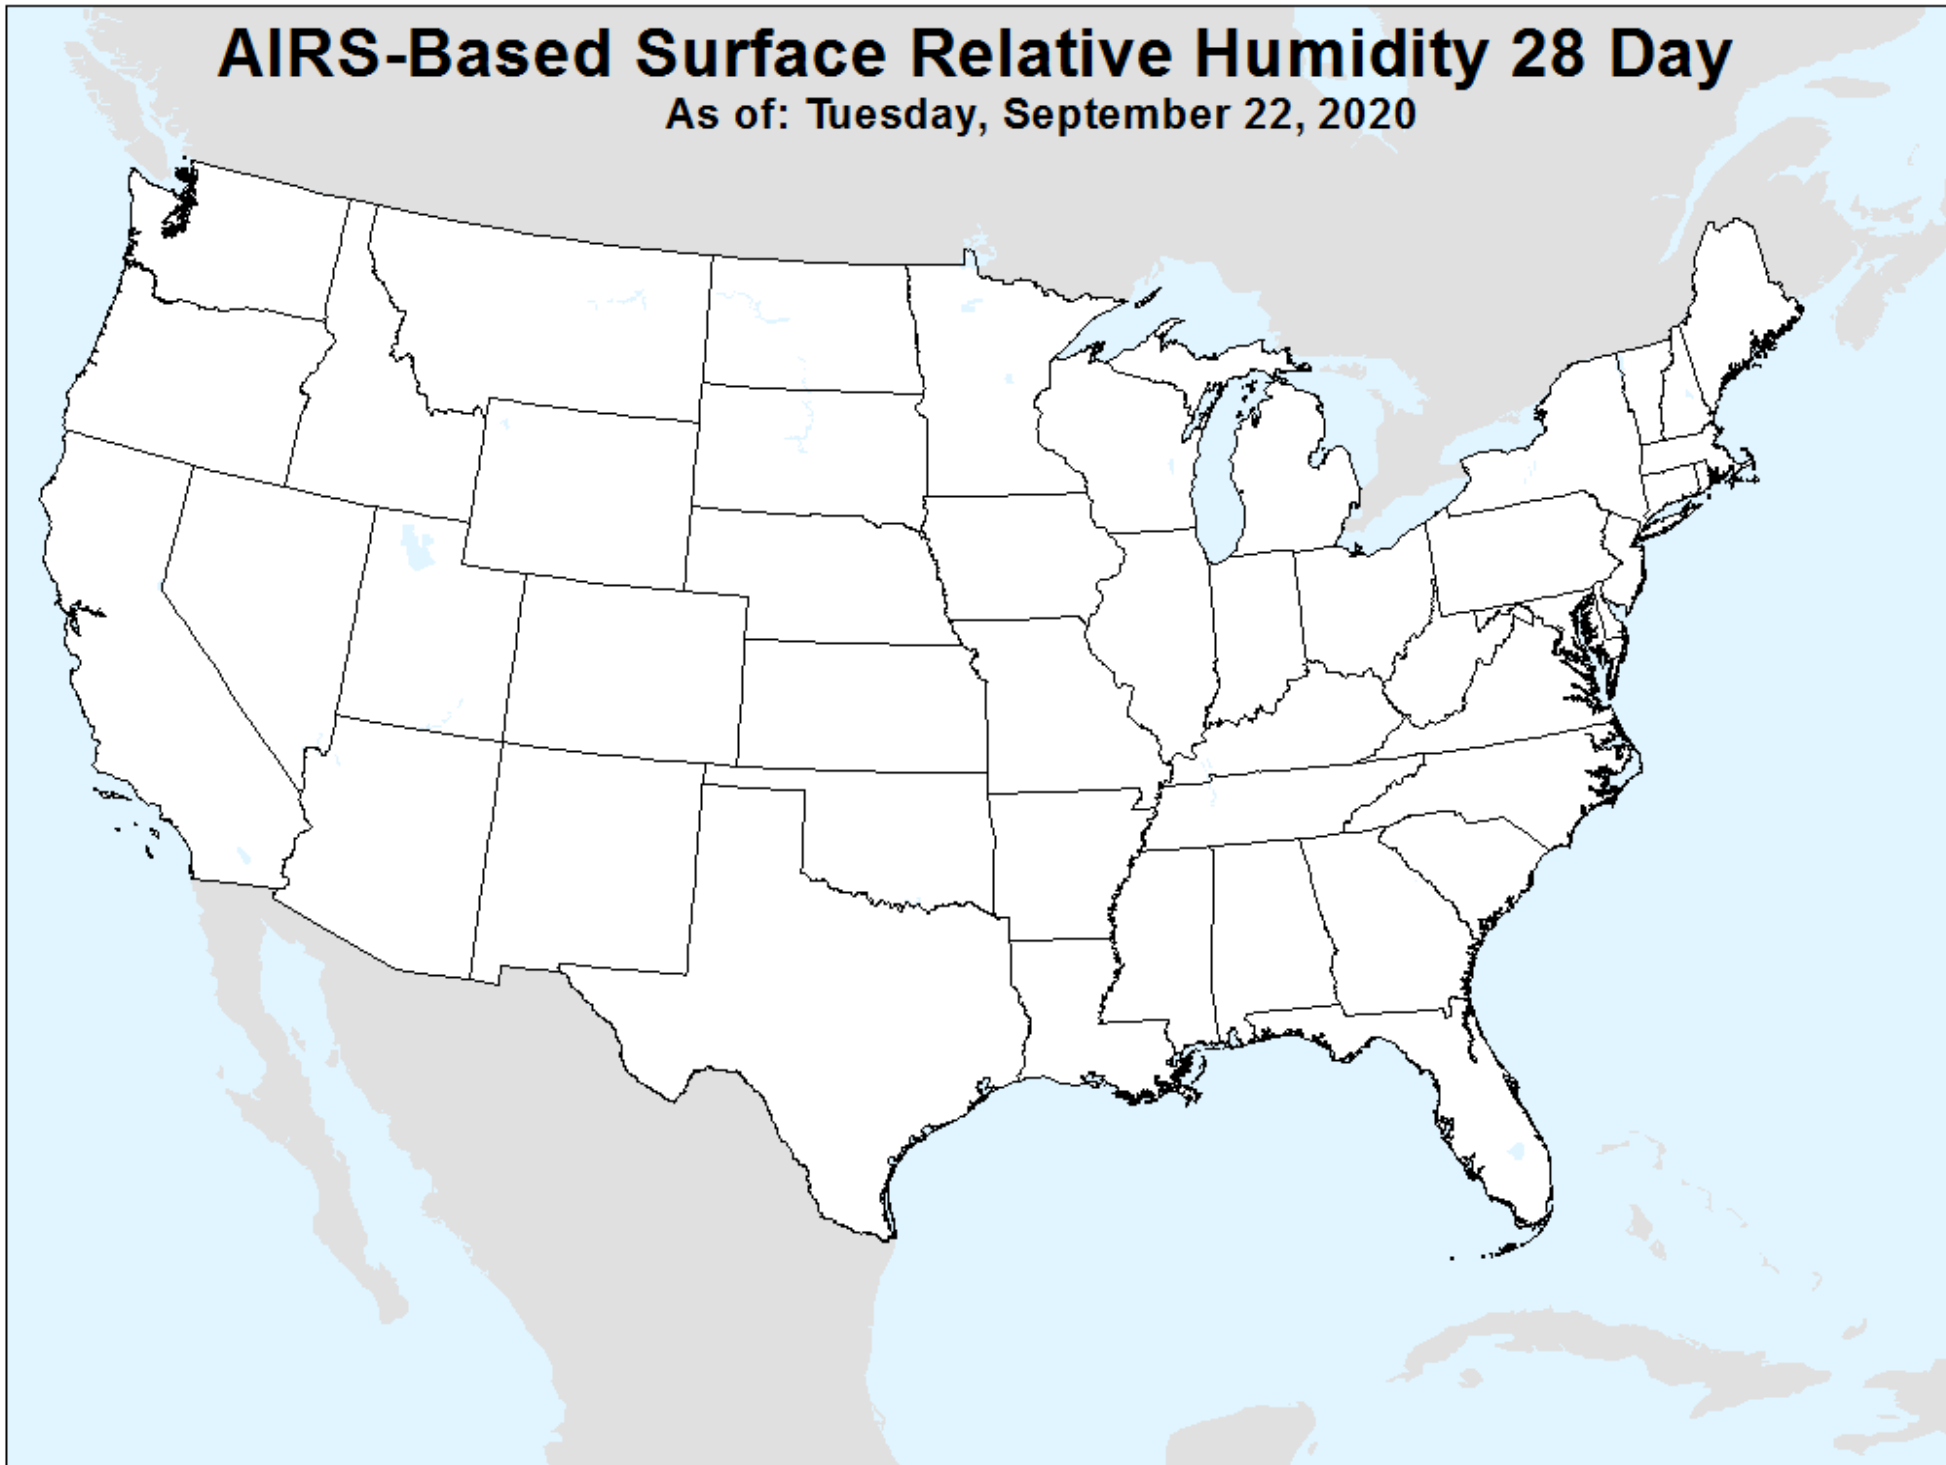 AIRS-Based Surface Relative Humidity 28 Day
As of: Tuesday, September 22, 2020